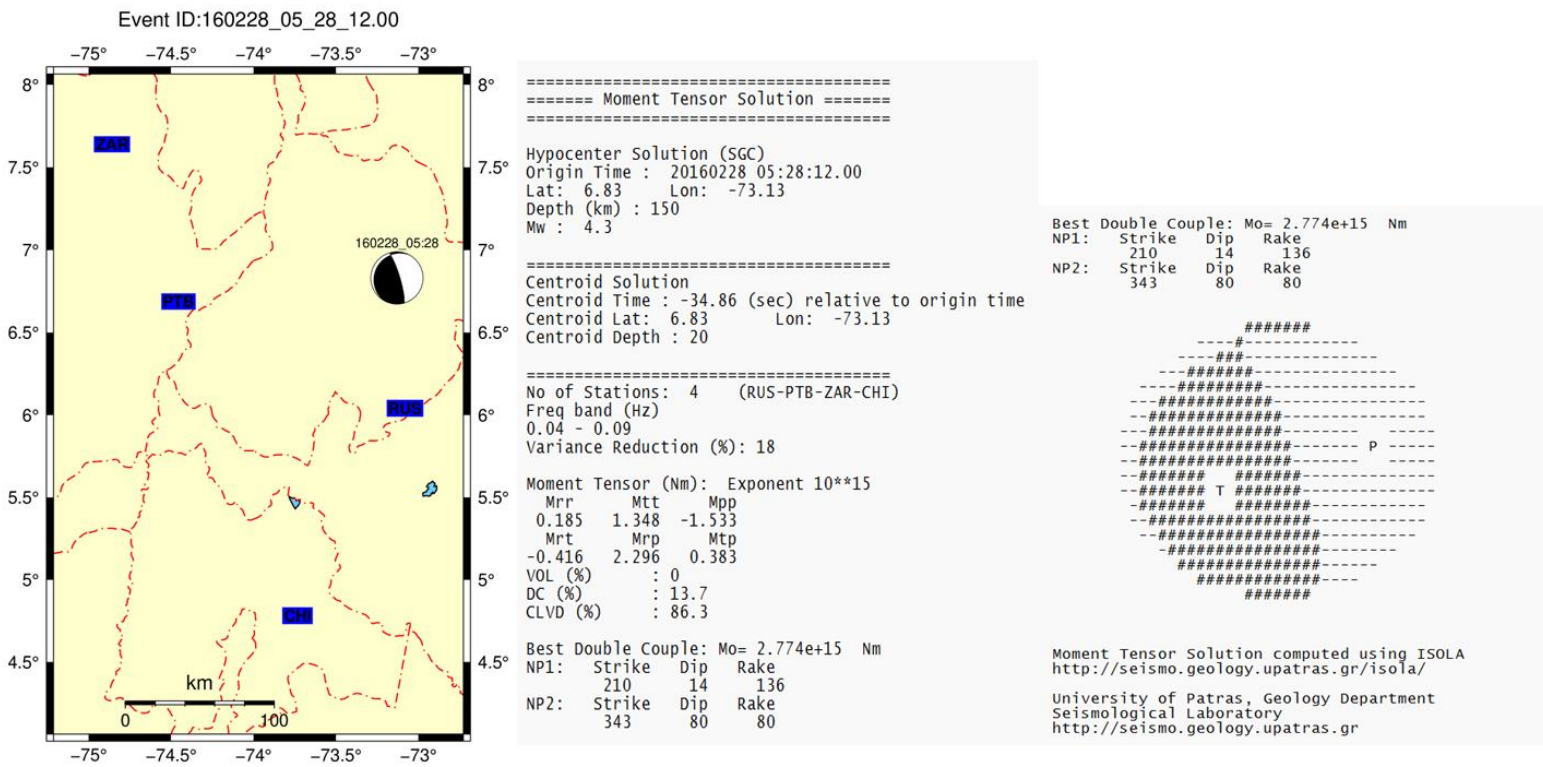 Event ID:160228_05_28_12.00
−75° −74.5° −74° −73.5° −73°
8° 8°
ZAR
7.5° 7.5°
7° 7°
160228_05:28
PTB
6.5° 6.5°
6° 6°
RUS
5.5° 5.5°
5° 5°
CHI
4.5° 4.5°
km
0 100
−75° −74.5° −74° −73.5° −73°
======================================
======= Moment Tensor Solution =======
======================================
Hypocenter Solution (SGC)
Origin Time : 20160228 05:28:12.00
Lat: 6.83 Lon: -73.13
Depth (km) : 150
Mw : 4.3
======================================
Centroid Solution
Centroid Time : -34.86 (sec) relative to origin time
Centroid Lat: 6.83 Lon: -73.13
Centroid Depth : 20
======================================
No of Stations: 4 (RUS-PTB-ZAR-CHI)
Freq band (Hz)
0.04 - 0.09
Variance Reduction (%): 18
Moment Tensor (Nm): Exponent 10**15
Mrr Mtt Mpp
0.185 1.348 -1.533
Mrt Mrp Mtp
-0.416 2.296 0.383
VOL (%) : 0
DC (%) : 13.7
CLVD (%) : 86.3
Best Double Couple: Mo= 2.774e+15 Nm
NP1: Strike Dip Rake
210 14 136
NP2: Strike Dip Rake
343 80 80
Best Double Couple: Mo= 2.774e+15 Nm
NP1: Strike Dip Rake
210 14 136
NP2: Strike Dip Rake
343 80 80
P
T
Moment Tensor Solution computed using ISOLA
http://seismo.geology.upatras.gr/isola/
University of Patras, Geology Department
Seismological Laboratory
http://seismo.geology.upatras.gr